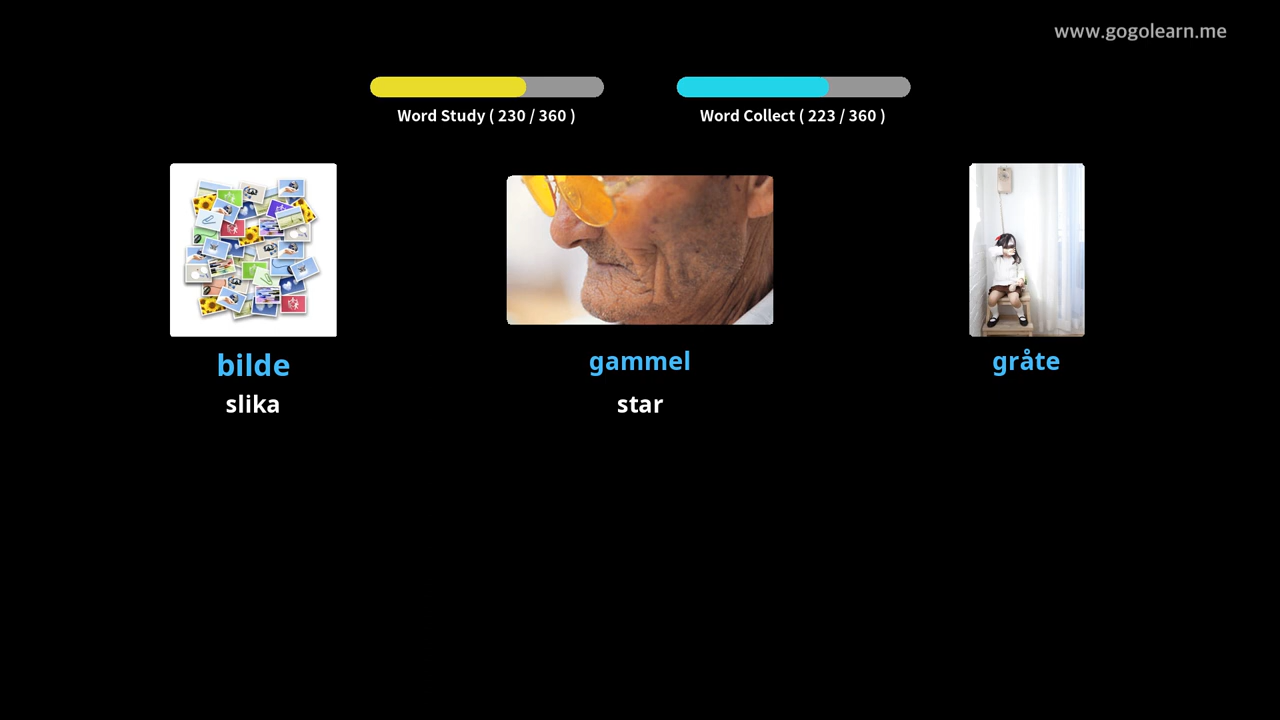 www.gogolearn.me
Word Study ( 230 / 360 )
Word Collect ( 223 / 360 )
bilde
gammel
gråte
slika
star